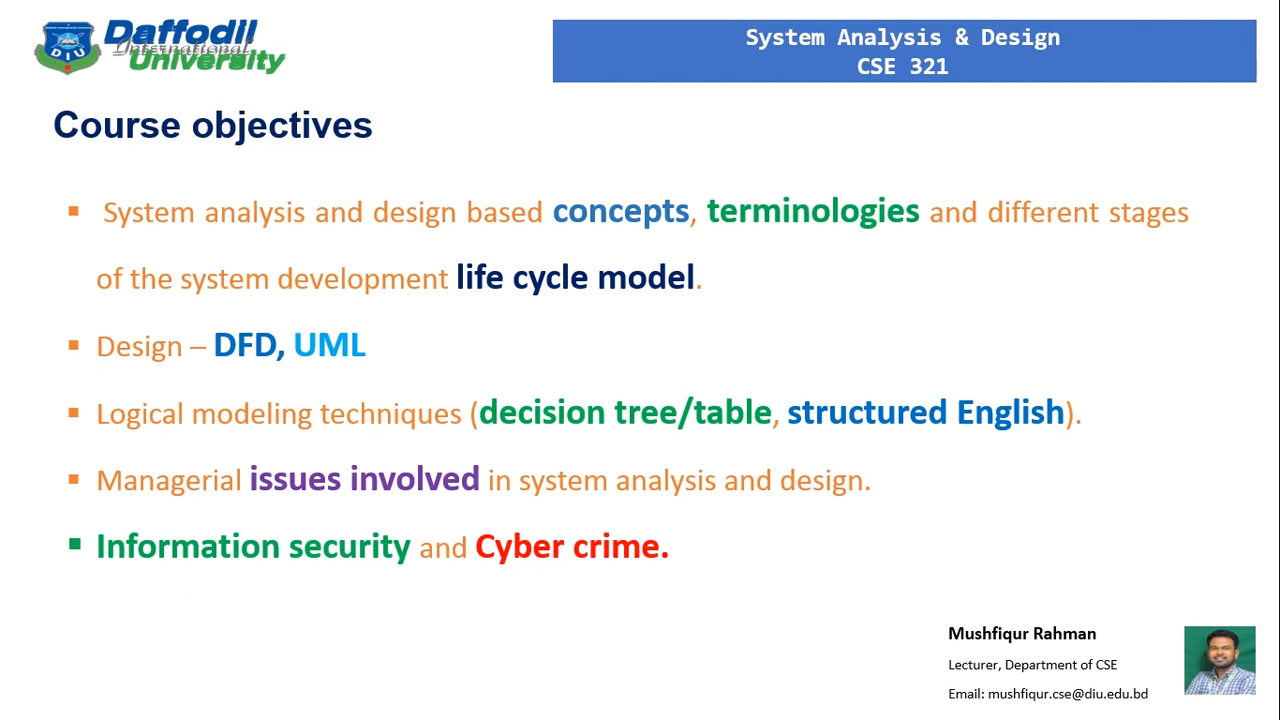 Daffodil
International
University
DIU
System Analysis & Design
CSE 321
Course objectives
▪ System analysis and design based concepts, terminologies and different stages
of the system development life cycle model.
▪ Design – DFD, UML
▪ Logical modeling techniques (decision tree/table, structured English).
▪ Managerial issues involved in system analysis and design.
▪ Information security and Cyber crime.
Mushfiqur Rahman
Lecturer, Department of CSE
Email: mushfiqur.cse@diu.edu.bd